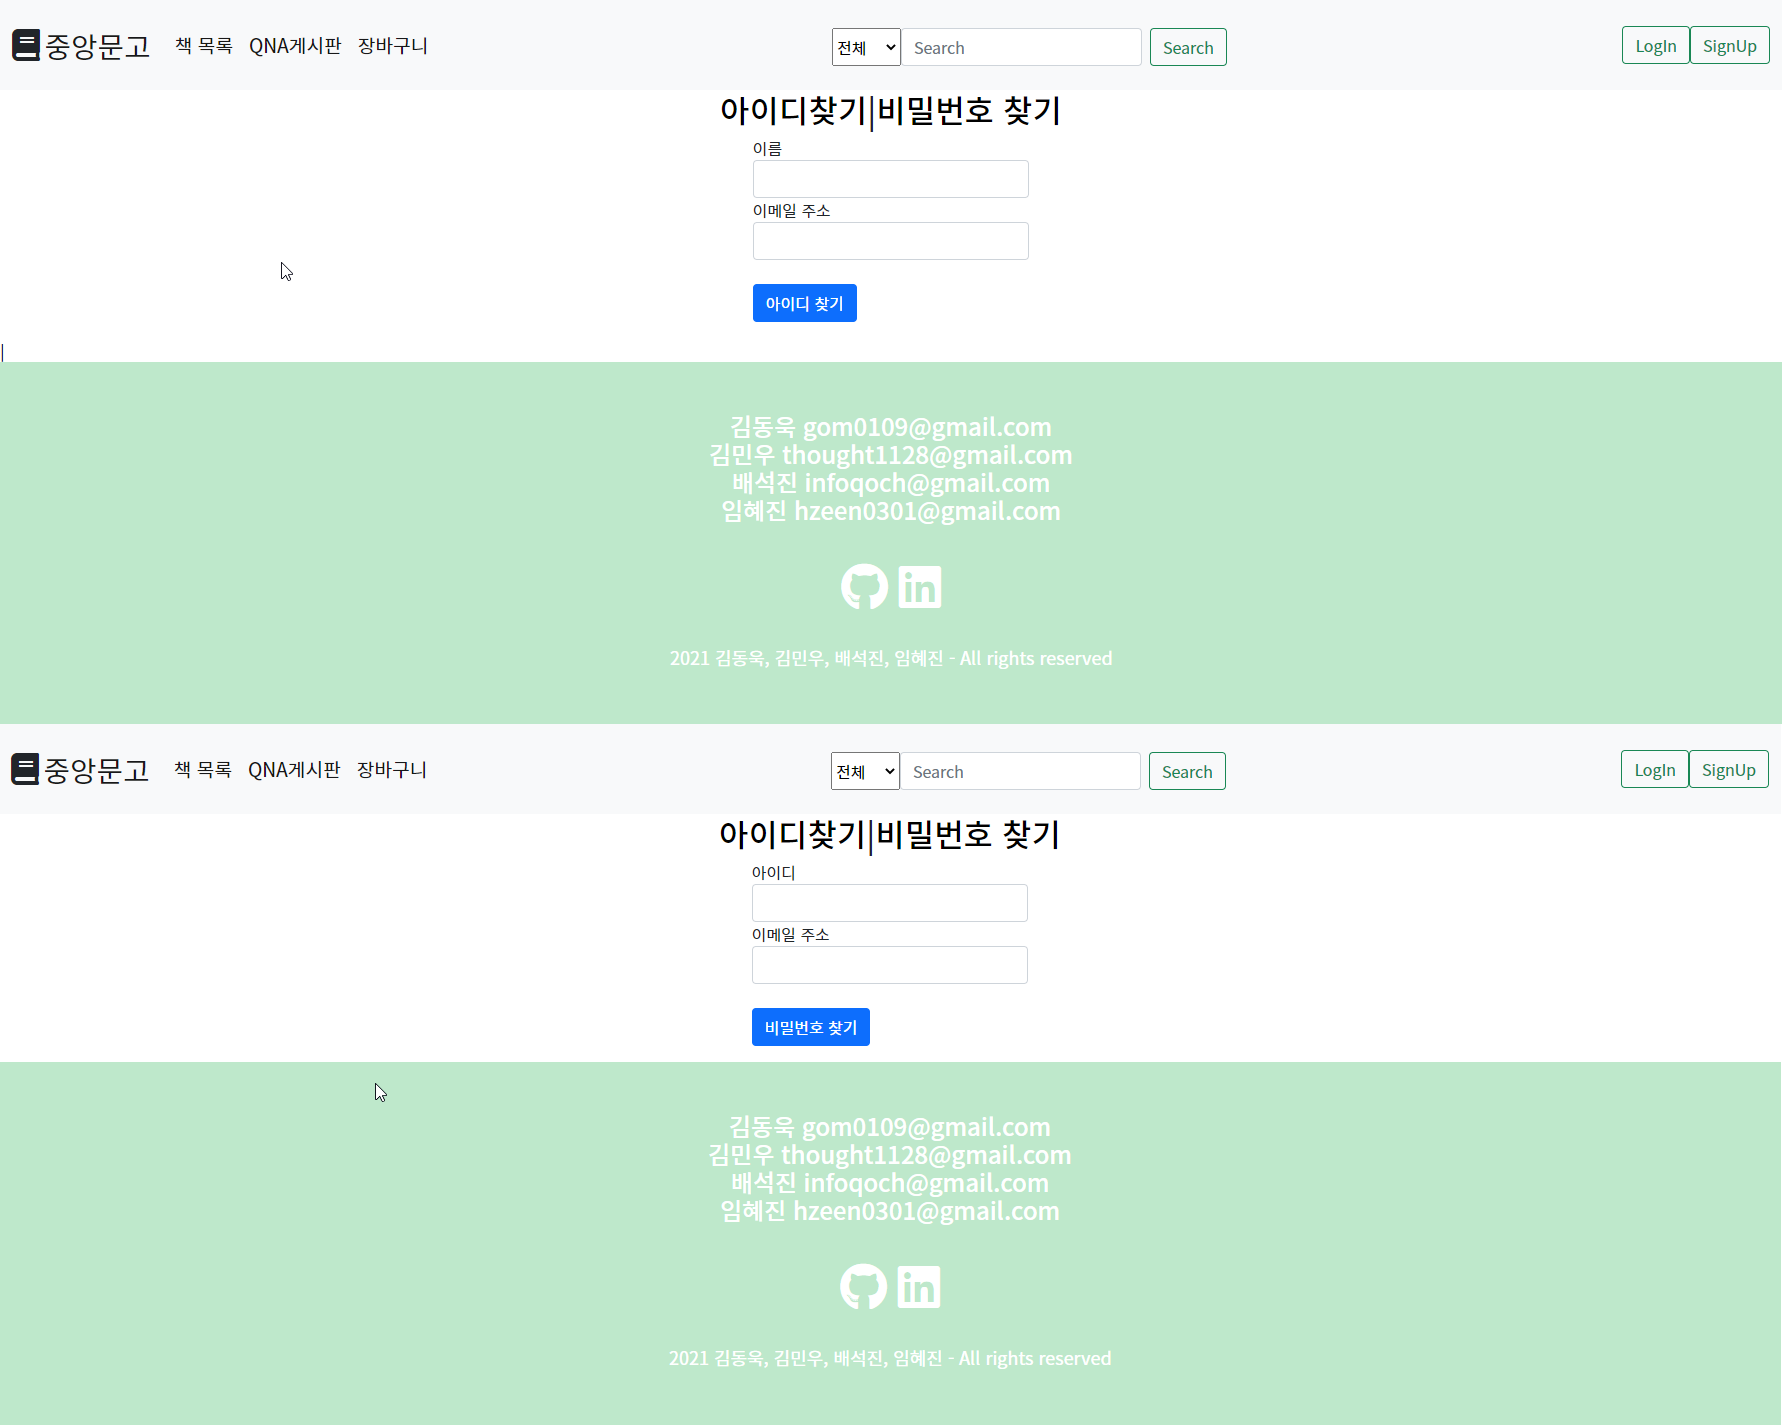 중앙문고 책 목록 QNA게시판 장바구니 전체 Search Search LogIn SignUp
아이디찾기|비밀번호 찾기
이름
이메일 주소
아이디 찾기
김동욱 gom0109@gmail.com
김민우 thought1128@gmail.com
배석진 infoqoch@gmail.com
임혜진 hzeen0301@gmail.com
in
2021 김동욱, 김민우, 배석진, 임혜진 - All rights reserved
중앙문고 책 목록 QNA게시판 장바구니 전체 Search Search LogIn SignUp
아이디찾기|비밀번호 찾기
아이디
이메일 주소
비밀번호 찾기
김동욱 gom0109@gmail.com
김민우 thought1128@gmail.com
배석진 infoqoch@gmail.com
임혜진 hzeen0301@gmail.com
in
2021 김동욱, 김민우, 배석진, 임혜진 - All rights reserved